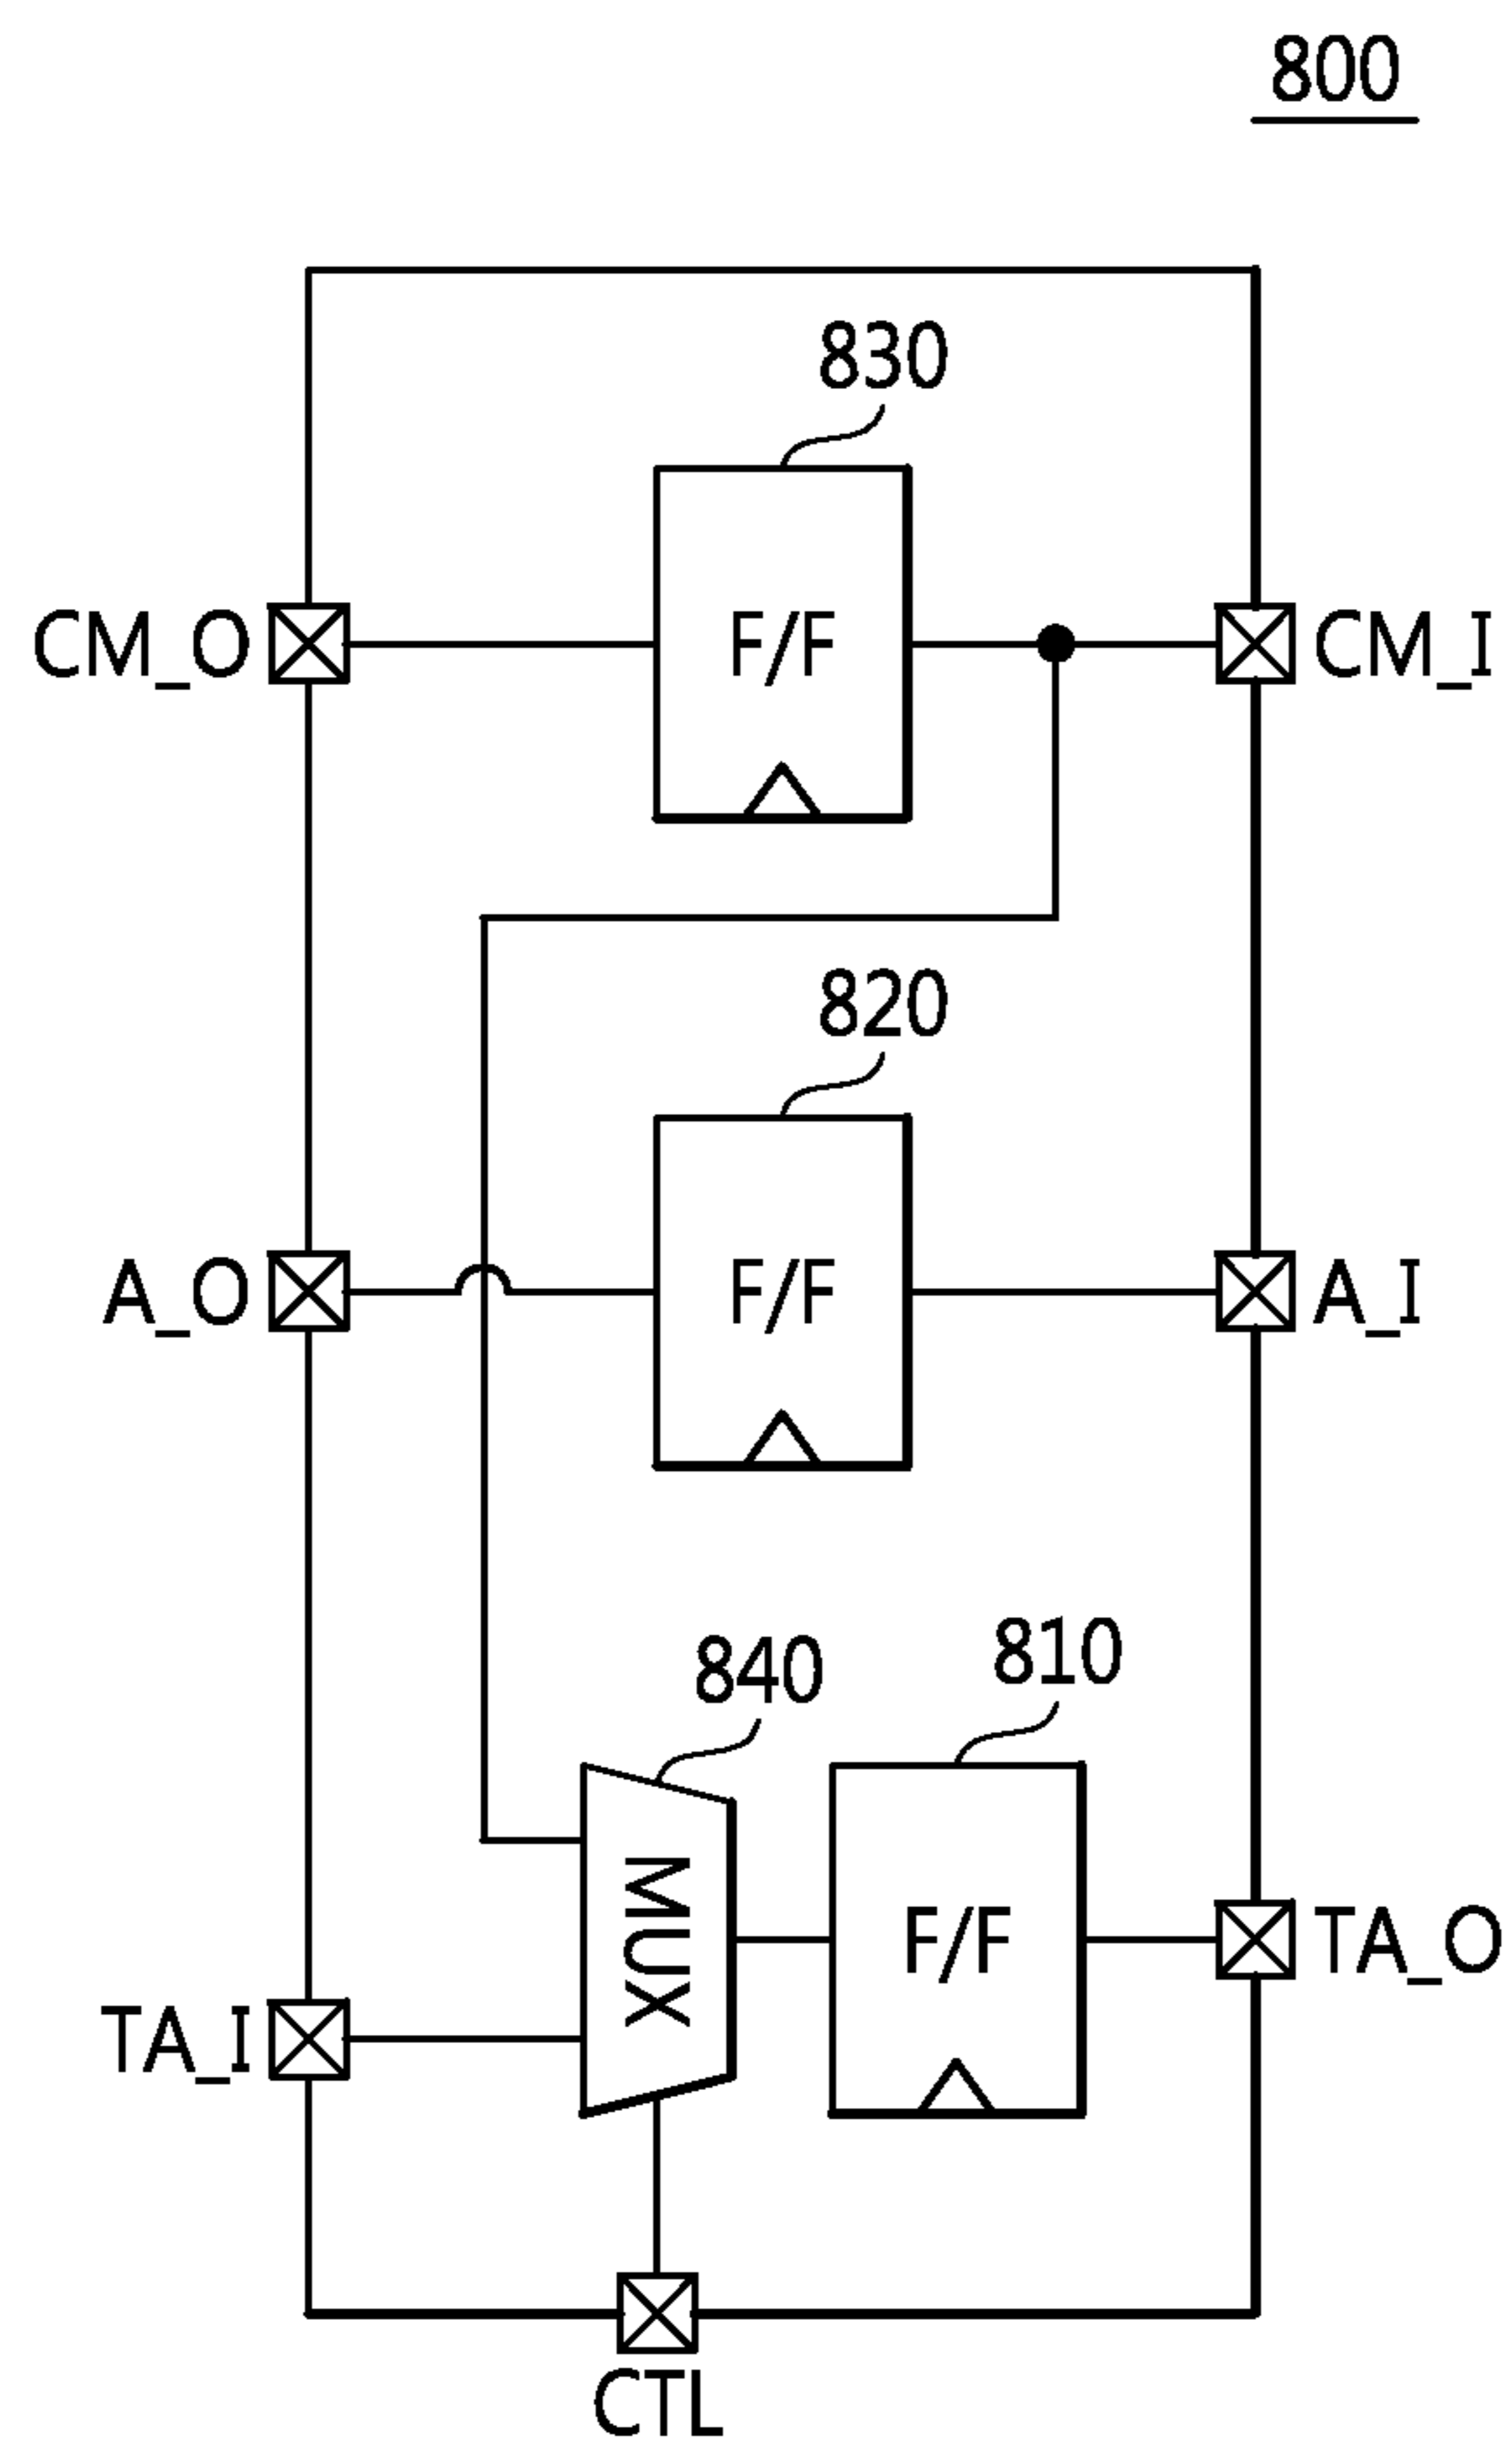 800
830
CM_O
F/F
CM_I
820
A_O
F/F
A_I
840
810
MUX
F/F
TA_O
TA_I
CTL